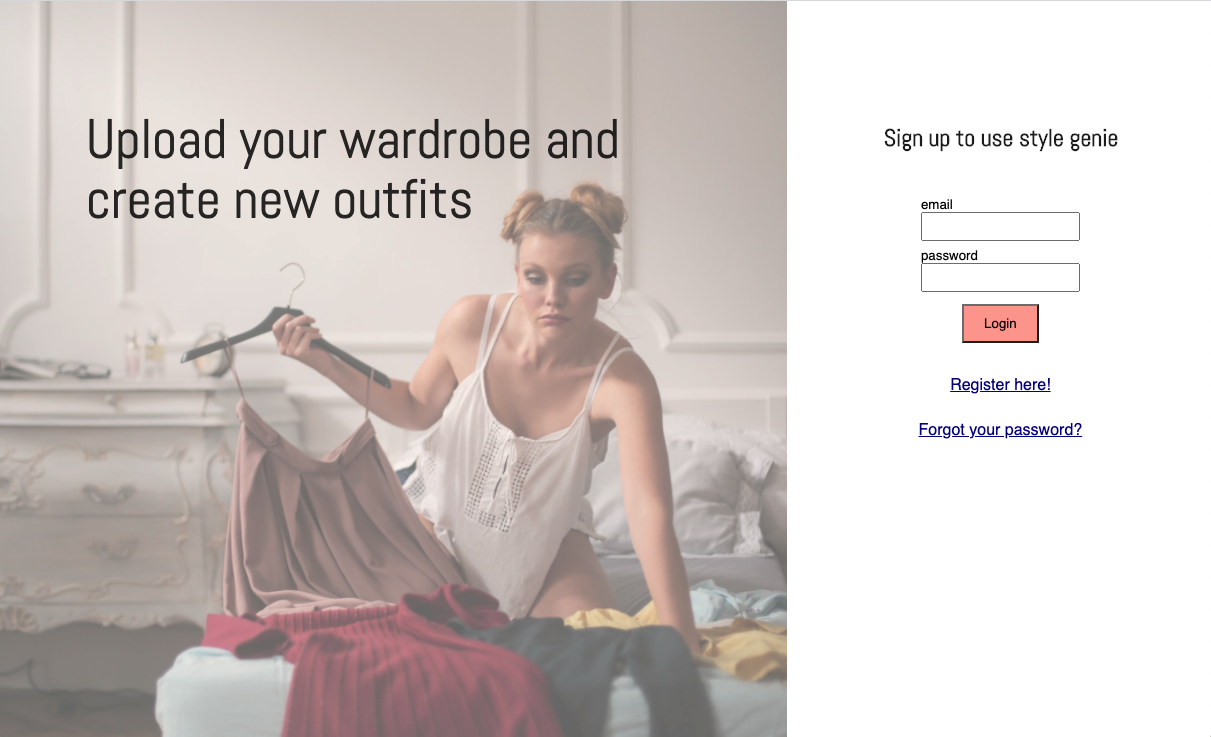 Upload your wardrobe and
create new outfits
Sign up to use style genie
email
password
Login
Register here!
Forgot your password?